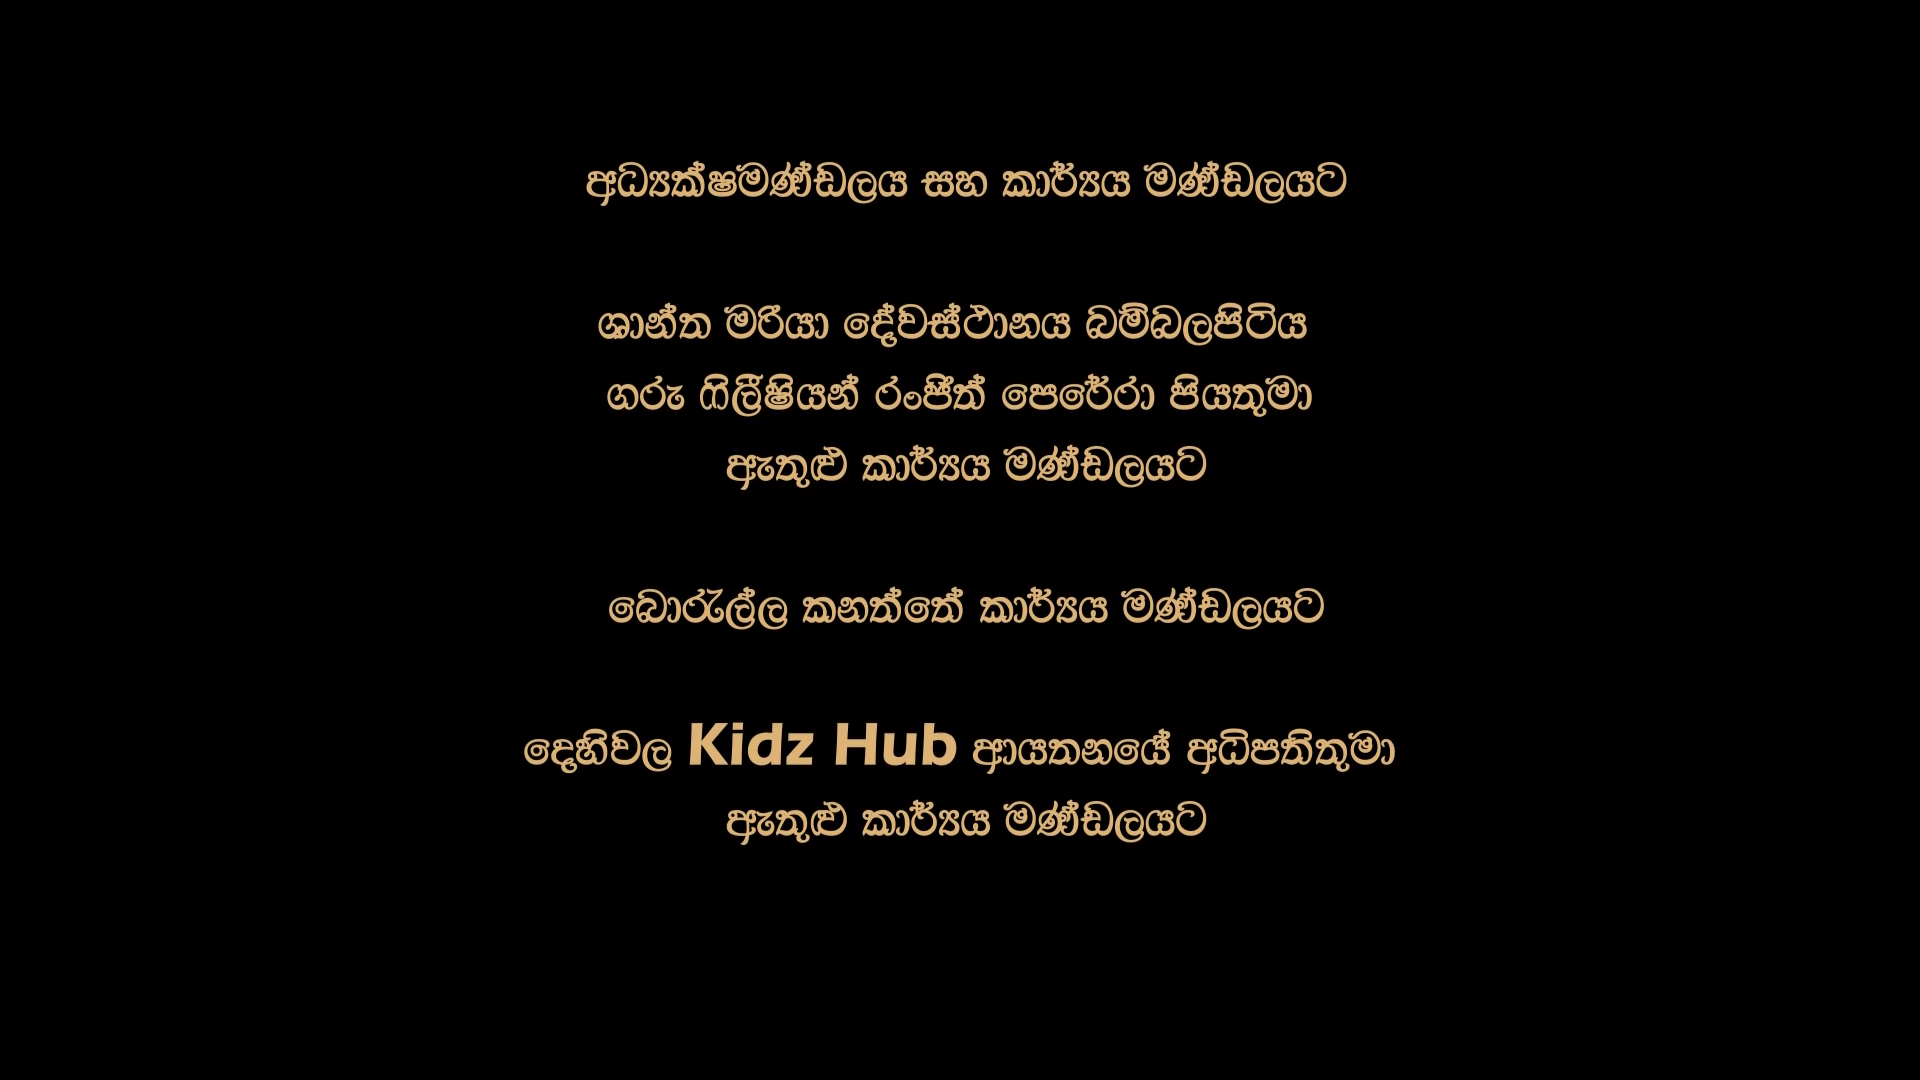 අධ්‍යක්ෂමණ්ඩලය සහ කාර්ය්‍යය මණ්ඩලයට
ශාන්ත මරියා දේවස්ථානය බම්බලපිටිය
ගරු ෆිලීෂියන් රංජිත් පෙරේරා පියතුමා
ඇතුළු කාර්ය්‍යය මණ්ඩලයට
බොරැල්ල කනත්තේ කාර්ය්‍යය මණ්ඩලයට
දෙහිවල Kidz Hub ආයතනයේ අධිපතිතුමා
ඇතුළු කාර්ය්‍යය මණ්ඩලයට